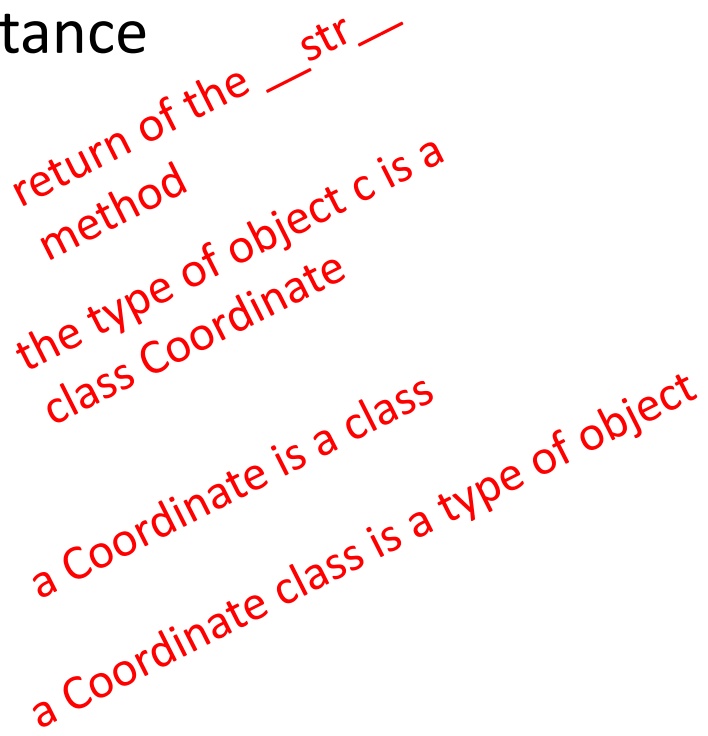 tance
return of the __str__
method
the type of object c is a
class Coordinate
a Coordinate is a class
a Coordinate class is a type of object